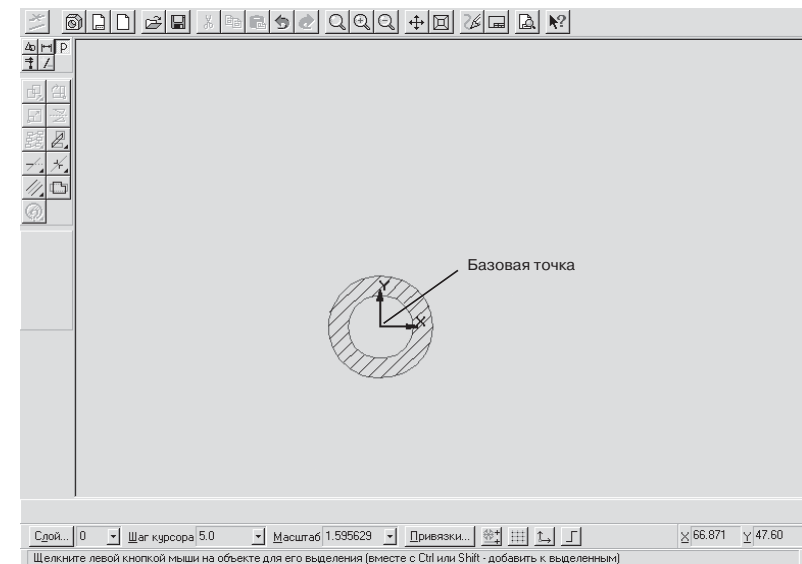 P
Базовая точка
Y
X
Слой... 0 Шаг курсора 5.0 Масштаб 1.595629 Привязки... X 66.871 Y 47.60
Щелкните левой кнопкой мыши на объекте для его выделения (вместе с Ctrl или Shift - добавить к выделенным)